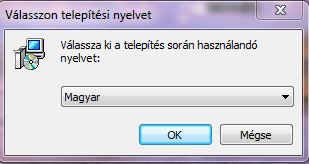 Válasszon telepítési nyelvet
Válassza ki a telepítés során használandó
nyelvet:
Magyar
OK
Mégse